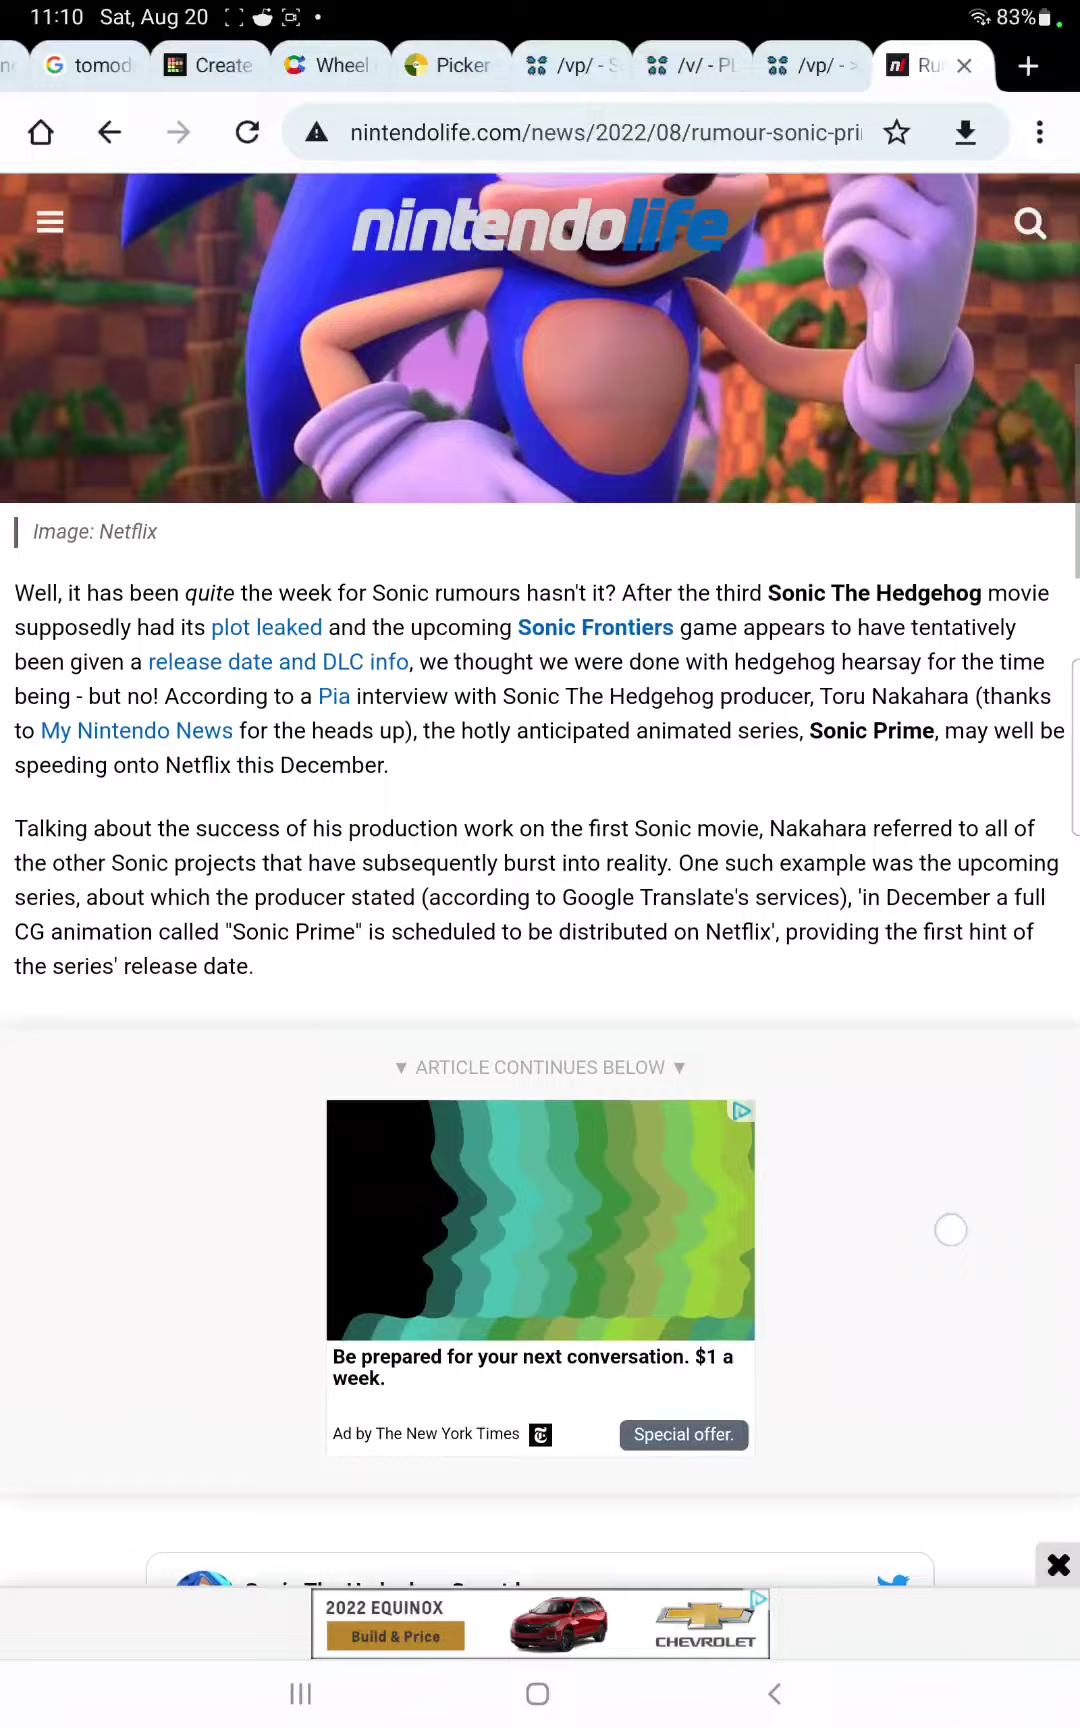 11:10 Sat, Aug 20
83%
tomod
Create
Wheel
Picker
/vp/ - S
/v/ - PL
/vp/ - >
Ru
nintendolife.com/news/2022/08/rumour-sonic-pri
nintendolife
Image: Netflix
Well, it has been quite the week for Sonic rumours hasn't it? After the third Sonic The Hedgehog movie
supposedly had its plot leaked and the upcoming Sonic Frontiers game appears to have tentatively
been given a release date and DLC info, we thought we were done with hedgehog hearsay for the time
being - but no! According to a Pia interview with Sonic The Hedgehog producer, Toru Nakahara (thanks
to My Nintendo News for the heads up), the hotly anticipated animated series, Sonic Prime, may well be
speeding onto Netflix this December.
Talking about the success of his production work on the first Sonic movie, Nakahara referred to all of
the other Sonic projects that have subsequently burst into reality. One such example was the upcoming
series, about which the producer stated (according to Google Translate's services), 'in December a full
CG animation called "Sonic Prime" is scheduled to be distributed on Netflix', providing the first hint of
the series' release date.
▼ ARTICLE CONTINUES BELOW ▼
Be prepared for your next conversation. $1 a
week.
Ad by The New York Times
Special offer.
2022 EQUINOX
Build & Price
CHEVROLET